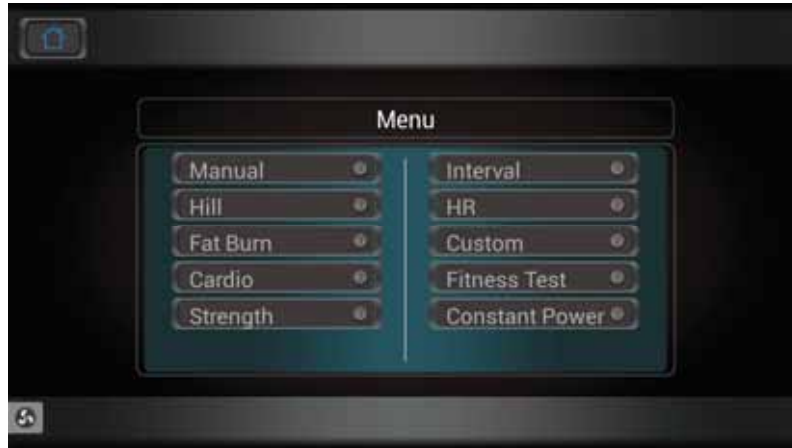 Menu
Manual
Hill
Fat Burn
Cardio
Strength
Interval
HR
Custom
Fitness Test
Constant Power